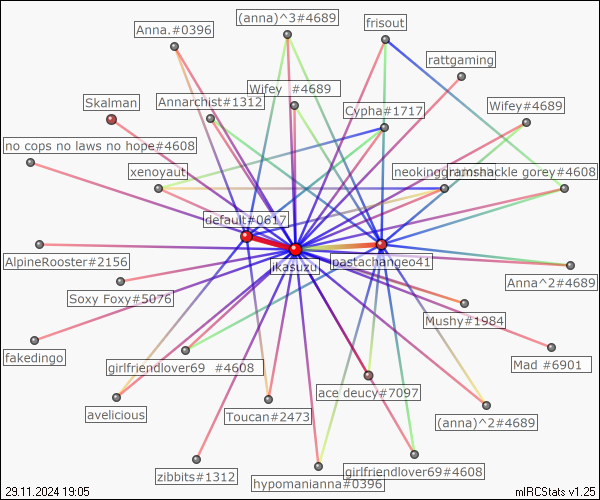 (anna)^3#4689
Anna.#0396
frisout
rattgaming
Wifey #4689
Skalman
Annarchist#1312
Cypha#1717
Wifey#4689
no cops no laws no hope#4608
xenoyaut
ramshackle gorey#4608
default#0617
AlpineRooster#2156
ikasuzu
pastachangeo41
Anna^2#4689
Soxy Foxy#5076
Mushy#1984
fakedingo
girlfriendlover69 #4608
Mad #6901
ace deucy#7097
avelicious
Toucan#2473
(anna)^2#4689
zibbits#1312
hypomanianna#0396
girlfriendlover69#4608
29.11.2024 19:05
mIRCStats v1.25